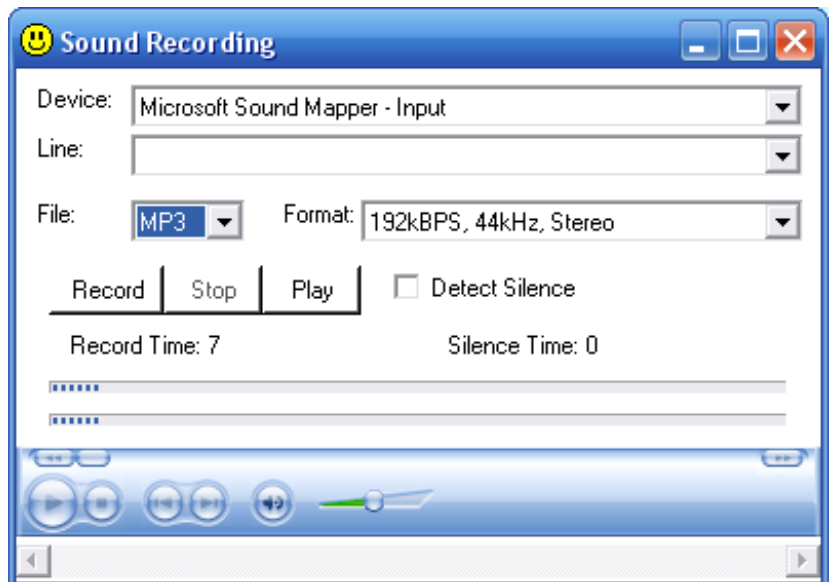 Sound Recording
Device: Microsoft Sound Mapper - Input
Line:
File: MP3 Format: 192kBPS, 44kHz, Stereo
Record Stop Play Detect Silence
Record Time: 7 Silence Time: 0